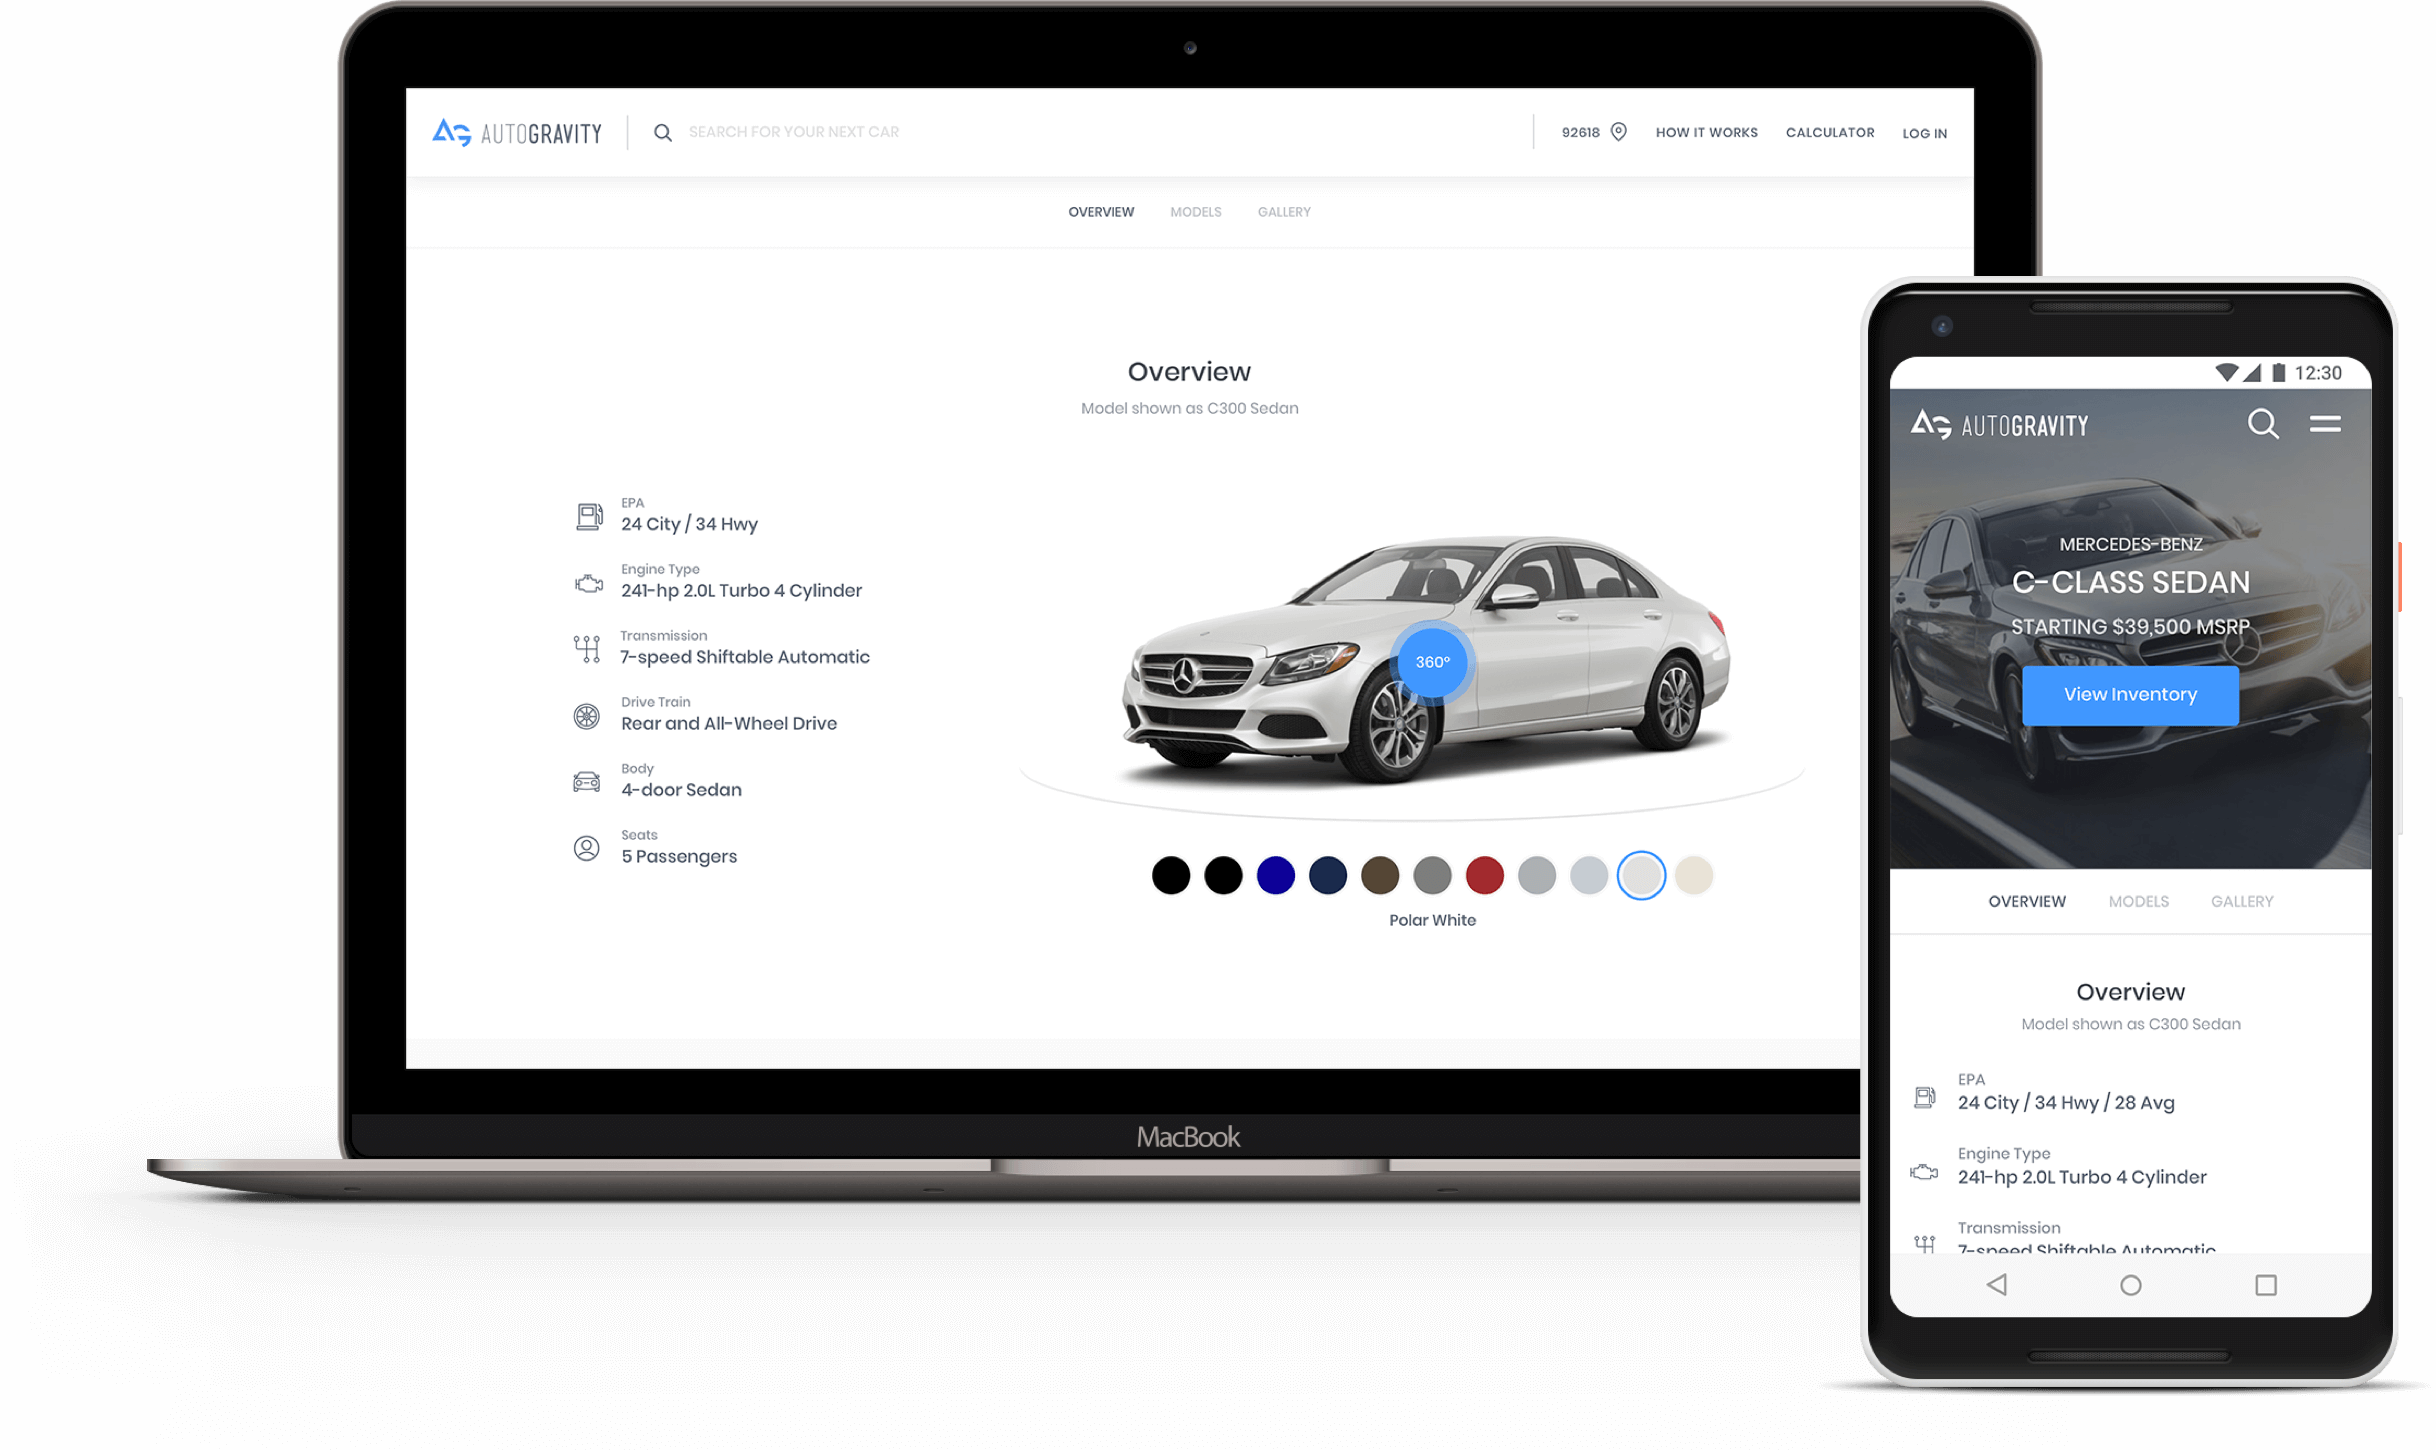 AUTOGRAVITY
SEARCH FOR YOUR NEXT CAR
92618
HOW IT WORKS
CALCULATOR
LOG IN
OVERVIEW
MODELS
GALLERY
Overview
Model shown as C300 Sedan
EPA
24 City / 34 Hwy
Engine Type
241-hp 2.0L Turbo 4 Cylinder
Transmission
7-speed Shiftable Automatic
Drive Train
Rear and All-Wheel Drive
Body
4-door Sedan
Seats
5 Passengers
360°
Polar White
MacBook
12:30
AUTOGRAVITY
MERCEDES-BENZ
C-CLASS SEDAN
STARTING $39,500 MSRP
View Inventory
OVERVIEW
MODELS
GALLERY
Overview
Model shown as C300 Sedan
EPA
24 City / 34 Hwy / 28 Avg
Engine Type
241-hp 2.0L Turbo 4 Cylinder
Transmission
7-speed Shiftable Automatic